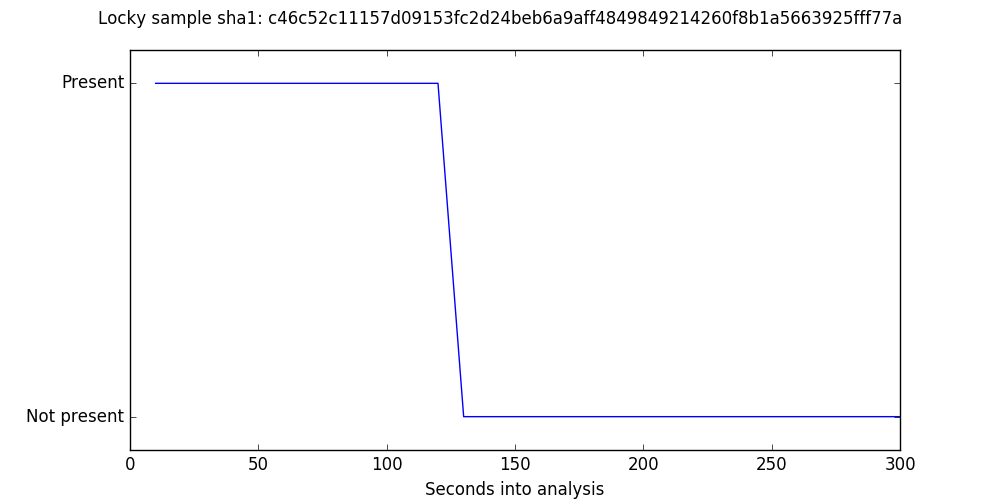 Locky sample sha1: c46c52c11157d09153fc2d24beb6a9aff4849849214260f8b1a5663925fff77a
Present
Not present
0 50 100 150 200 250 300
Seconds into analysis